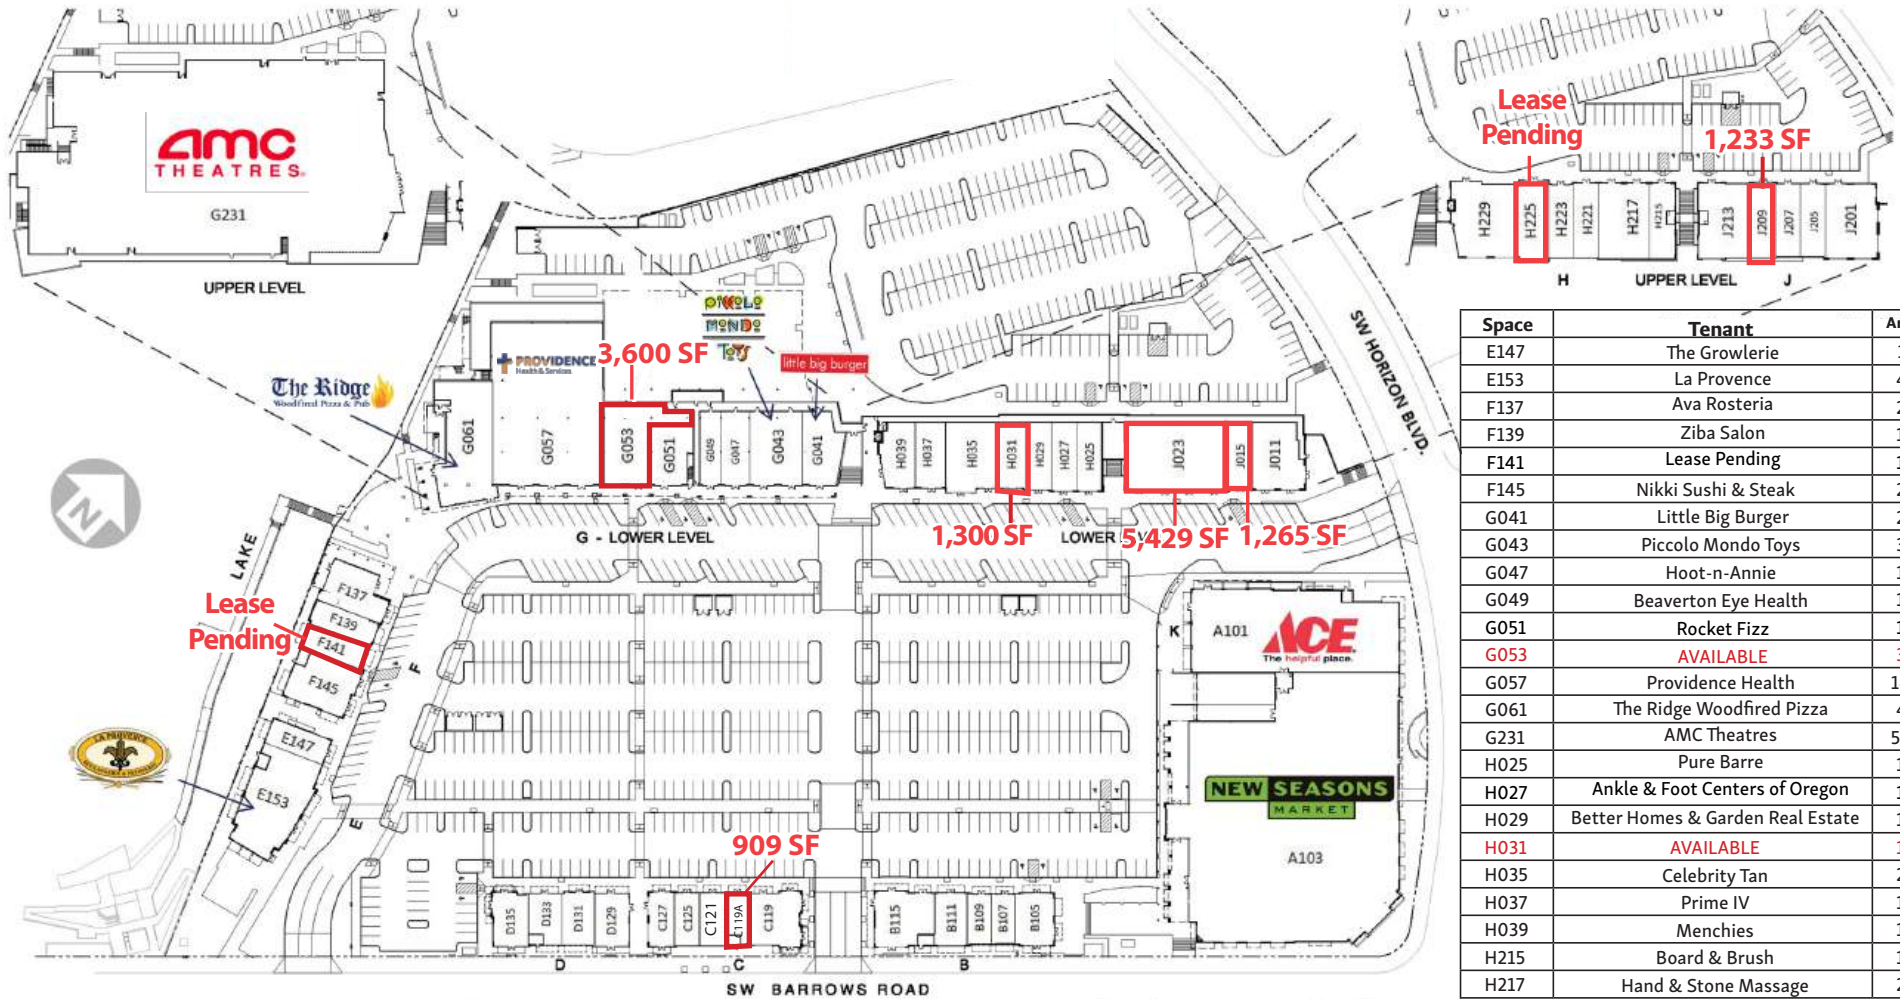 AMC
THEATRES
G231
UPPER LEVEL
Lease
Pending
1,233 SF
H229
H225
H223
H221
H217
H215
J213
J209
J207
J205
J201
H
UPPER LEVEL
J
PiCCOLO
MONDO
TOYS
little big burger
PROVIDENCE
Health & Services
3,600 SF
The Ridge
Woodfired Pizza & Pub
SW HORIZON BLVD.
G061
G057
G053
G051
G049
G047
G043
G041
H039
H037
H035
H031
H029
H027
H025
J023
J015
J011
N
G - LOWER LEVEL
1,300 SF
LOWER
5,429 SF
1,265 SF
LAKE
F137
F139
F141
F145
Lease
Pending
F
K
A101
ACE
The helpful place.
LA PROVENCE
E147
E153
E
NEW SEASONS
MARKET
A103
909 SF
D135
D133
D131
D129
C127
C125
C121
C119A
C119
B115
B111
B109
B107
B105
D
C
B
SW BARROWS ROAD
Space Tenant
E147 The Growlerie
E153 La Provence
F137 Ava Rosteria
F139 Ziba Salon
F141 Lease Pending
F145 Nikki Sushi & Steak
G041 Little Big Burger
G043 Piccolo Mondo Toys
G047 Hoot-n-Annie
G049 Beaverton Eye Health
G051 Rocket Fizz
G053 AVAILABLE
G057 Providence Health
G061 The Ridge Woodfired Pizza
G231 AMC Theatres
H025 Pure Barre
H027 Ankle & Foot Centers of Oregon
H029 Better Homes & Garden Real Estate
H031 AVAILABLE
H035 Celebrity Tan
H037 Prime IV
H039 Menchies
H215 Board & Brush
H217 Hand & Stone Massage